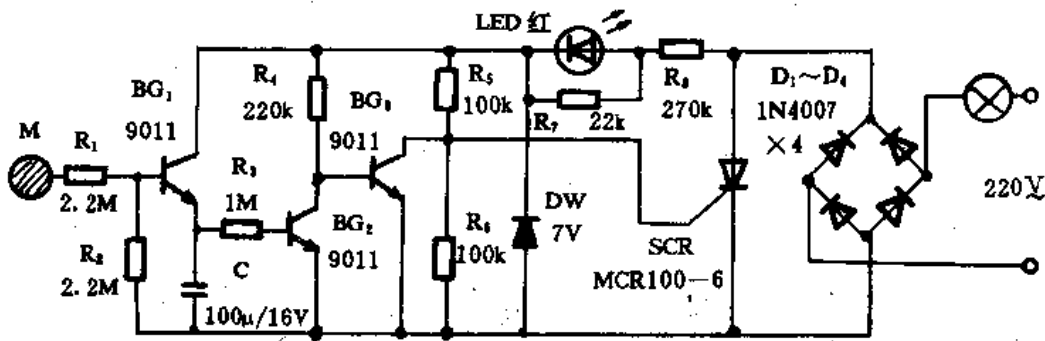 LED 红
R₄
220k
BG₃
9011
R₅
100k
R₇
22k
R₈
270k
D₁～D₄
1N4007
×4
BG₁
9011
M
R₁
2.2M
R₃
1M
BG₂
9011
R₂
2.2M
C
100μ/16V
R₆
100k
DW
7V
SCR
MCR100－6
220V